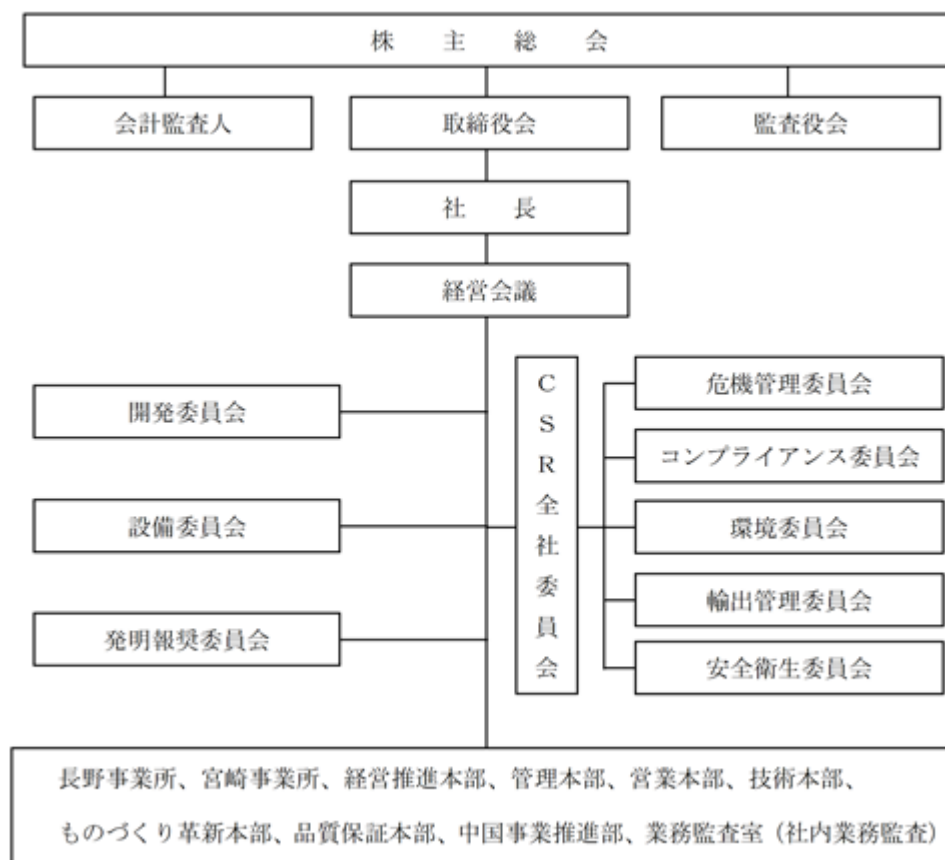 株主総会
会計監査人
取締役会
監査役会
社長
経営会議
開発委員会
設備委員会
発明報奨委員会
CSR全社委員会
危機管理委員会
コンプライアンス委員会
環境委員会
輸出管理委員会
安全衛生委員会
長野事業所、宮崎事業所、経営推進本部、管理本部、営業本部、技術本部、
ものづくり革新本部、品質保証本部、中国事業推進部、業務監査室（社内業務監査）